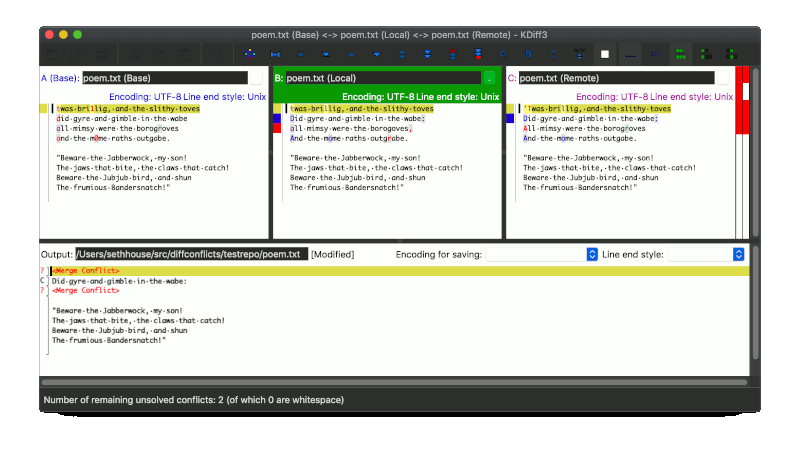 poem.txt (Base) <-> poem.txt (Local) <-> poem.txt (Remote) - KDiff3
A (Base): poem.txt (Base)
Encoding: UTF-8 Line end style: Unix
twas·bri1lig,·and·the·slithy·toves
did·gyre·and·gimble·in·the·wabe
all·mimsy·were·the·borogroves
and·the·m0me·raths·outgabe.
"Beware·the·Jabberwock,·my·son!
The·jaws·that·bite,·the·claws·that·catch!
Beware·the·Jubjub·bird,·and·shun
The·frumious·Bandersnatch!"
B: poem.txt (Local)
Encoding: UTF-8 Line end style: Unix
twas·brillig,·and·the·slithy·toves
Did·gyre·and·gimble·in·the·wabe:
all·mimsy·were·the·borogoves,
And·the·mome·raths·outgrabe.
"Beware·the·Jabberwock,·my·son!
The·jaws·that·bite,·the·claws·that·catch!
Beware·the·Jubjub·bird,·and·shun
The·frumious·Bandersnatch!"
C: poem.txt (Remote)
Encoding: UTF-8 Line end style: Unix
'Twas·brillig,·and·the·slithy·toves
Did·gyre·and·gimble·in·the·wabe:
All·mimsy·were·the·borogroves
And·the·mome·raths·outgabe.
"Beware·the·Jabberwock,·my·son!
The·jaws·that·bite,·the·claws·that·catch!
Beware·the·Jubjub·bird,·and·shun
The·frumious·Bandersnatch!"
Output: /Users/sethhouse/src/diffconflicts/testrepo/poem.txt [Modified] Encoding for saving: Line end style:
? <Merge Conflict>
C Did·gyre·and·gimble·in·the·wabe:
? <Merge Conflict>
"Beware·the·Jabberwock,·my·son!
The·jaws·that·bite,·the·claws·that·catch!
Beware·the·Jubjub·bird,·and·shun
The·frumious·Bandersnatch!"
Number of remaining unsolved conflicts: 2 (of which 0 are whitespace)